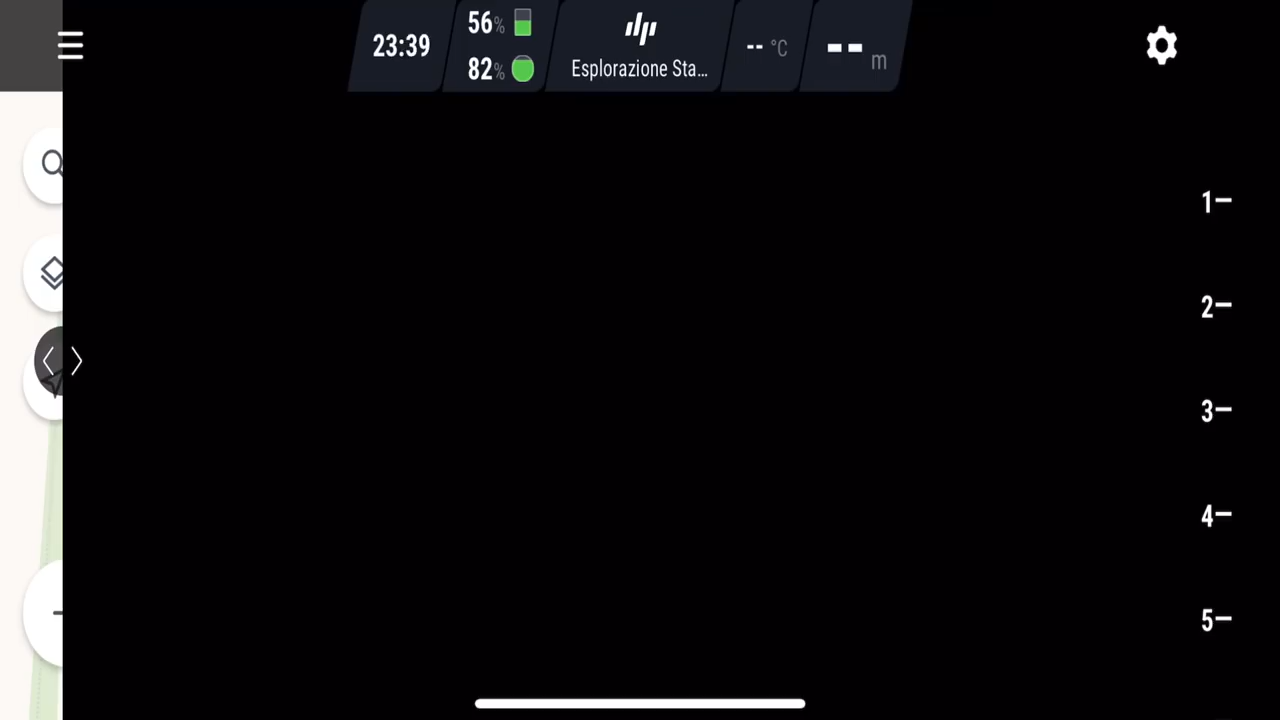 23:39
56%
82%
Esplorazione Sta...
-- °C
-- m
1
2
3
4
5